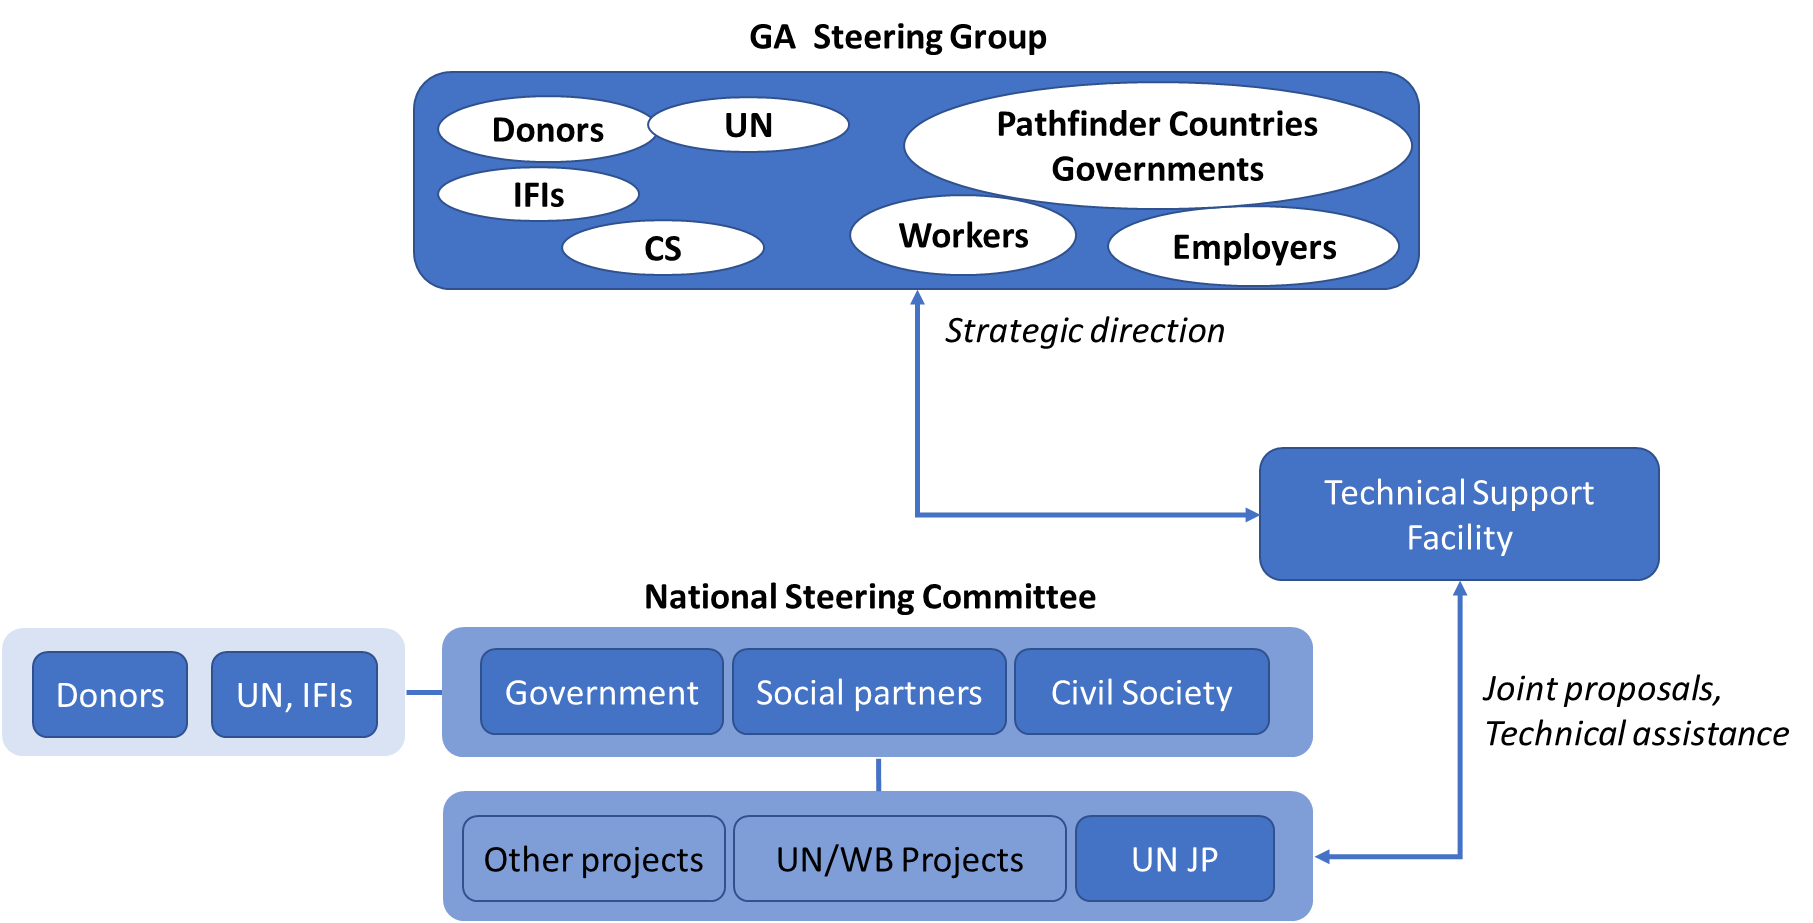 GA Steering Group
Donors
UN
Pathfinder Countries
Governments
IFIs
CS
Workers
Employers
Strategic direction
Technical Support
Facility
National Steering Committee
Donors
UN, IFIs
Government
Social partners
Civil Society
Joint proposals,
Technical assistance
Other projects
UN/WB Projects
UN JP